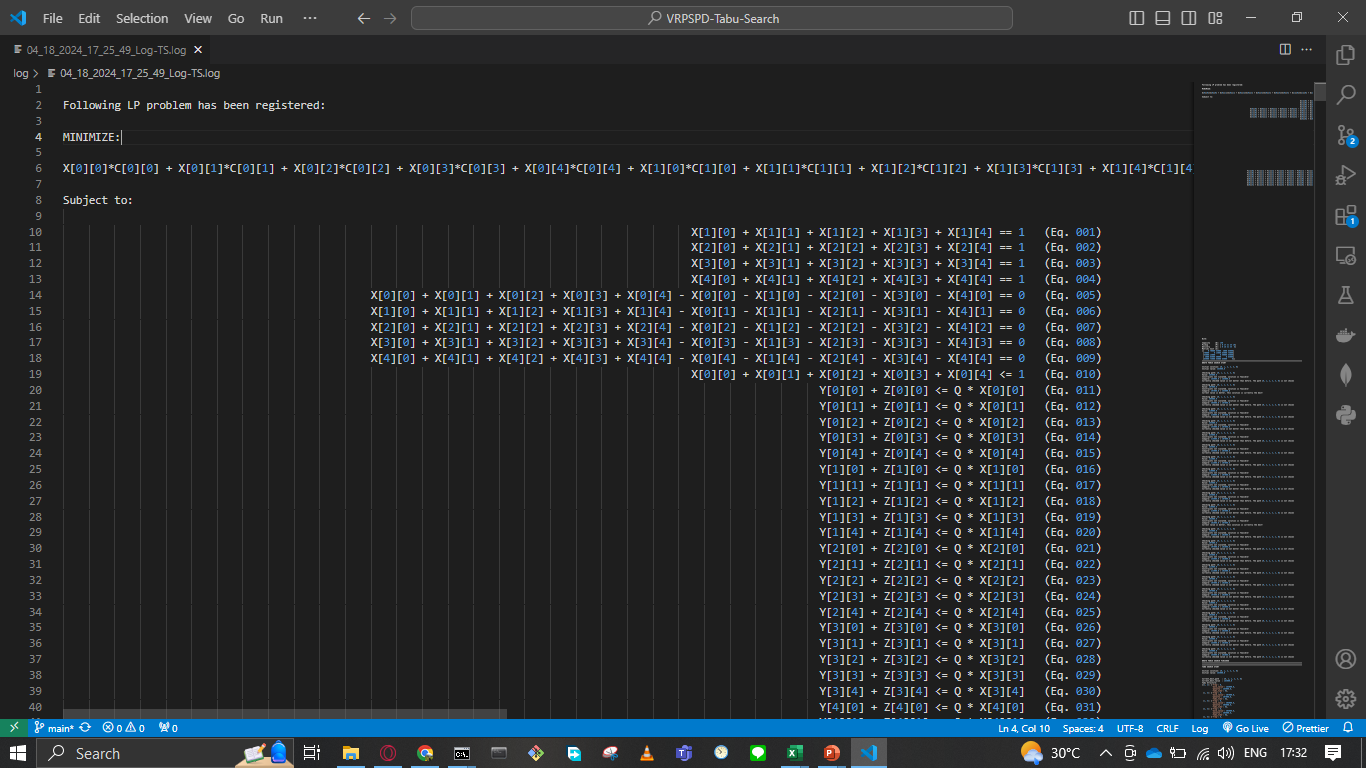 File Edit Selection View Go Run ···
VRPSPD-Tabu-Search
04_18_2024_17_25_49_Log-TS.log
log > 04_18_2024_17_25_49_Log-TS.log
1
2 Following LP problem has been registered:
3
4 MINIMIZE:
5
6 X[0][0]*C[0][0] + X[0][1]*C[0][1] + X[0][2]*C[0][2] + X[0][3]*C[0][3] + X[0][4]*C[0][4] + X[1][0]*C[1][0] + X[1][1]*C[1][1] + X[1][2]*C[1][2] + X[1][3]*C[1][3] + X[1][4]*C[1][4
7
8 Subject to:
9
10 X[1][0] + X[1][1] + X[1][2] + X[1][3] + X[1][4] == 1 (Eq. 001)
11 X[2][0] + X[2][1] + X[2][2] + X[2][3] + X[2][4] == 1 (Eq. 002)
12 X[3][0] + X[3][1] + X[3][2] + X[3][3] + X[3][4] == 1 (Eq. 003)
13 X[4][0] + X[4][1] + X[4][2] + X[4][3] + X[4][4] == 1 (Eq. 004)
14 X[0][0] + X[0][1] + X[0][2] + X[0][3] + X[0][4] - X[0][0] - X[1][0] - X[2][0] - X[3][0] - X[4][0] == 0 (Eq. 005)
15 X[1][0] + X[1][1] + X[1][2] + X[1][3] + X[1][4] - X[0][1] - X[1][1] - X[2][1] - X[3][1] - X[4][1] == 0 (Eq. 006)
16 X[2][0] + X[2][1] + X[2][2] + X[2][3] + X[2][4] - X[0][2] - X[1][2] - X[2][2] - X[3][2] - X[4][2] == 0 (Eq. 007)
17 X[3][0] + X[3][1] + X[3][2] + X[3][3] + X[3][4] - X[0][3] - X[1][3] - X[2][3] - X[3][3] - X[4][3] == 0 (Eq. 008)
18 X[4][0] + X[4][1] + X[4][2] + X[4][3] + X[4][4] - X[0][4] - X[1][4] - X[2][4] - X[3][4] - X[4][4] == 0 (Eq. 009)
19 X[0][0] + X[0][1] + X[0][2] + X[0][3] + X[0][4] <= 1 (Eq. 010)
20 Y[0][0] + Z[0][0] <= Q * X[0][0] (Eq. 011)
21 Y[0][1] + Z[0][1] <= Q * X[0][1] (Eq. 012)
22 Y[0][2] + Z[0][2] <= Q * X[0][2] (Eq. 013)
23 Y[0][3] + Z[0][3] <= Q * X[0][3] (Eq. 014)
24 Y[0][4] + Z[0][4] <= Q * X[0][4] (Eq. 015)
25 Y[1][0] + Z[1][0] <= Q * X[1][0] (Eq. 016)
26 Y[1][1] + Z[1][1] <= Q * X[1][1] (Eq. 017)
27 Y[1][2] + Z[1][2] <= Q * X[1][2] (Eq. 018)
28 Y[1][3] + Z[1][3] <= Q * X[1][3] (Eq. 019)
29 Y[1][4] + Z[1][4] <= Q * X[1][4] (Eq. 020)
30 Y[2][0] + Z[2][0] <= Q * X[2][0] (Eq. 021)
31 Y[2][1] + Z[2][1] <= Q * X[2][1] (Eq. 022)
32 Y[2][2] + Z[2][2] <= Q * X[2][2] (Eq. 023)
33 Y[2][3] + Z[2][3] <= Q * X[2][3] (Eq. 024)
34 Y[2][4] + Z[2][4] <= Q * X[2][4] (Eq. 025)
35 Y[3][0] + Z[3][0] <= Q * X[3][0] (Eq. 026)
36 Y[3][1] + Z[3][1] <= Q * X[3][1] (Eq. 027)
37 Y[3][2] + Z[3][2] <= Q * X[3][2] (Eq. 028)
38 Y[3][3] + Z[3][3] <= Q * X[3][3] (Eq. 029)
39 Y[3][4] + Z[3][4] <= Q * X[3][4] (Eq. 030)
40 Y[4][0] + Z[4][0] <= Q * X[4][0] (Eq. 031)
2
1
main* 0 0 0 Ln 4, Col 10 Spaces: 4 UTF-8 CRLF Log Go Live Prettier
Search 30°C ENG 17:32